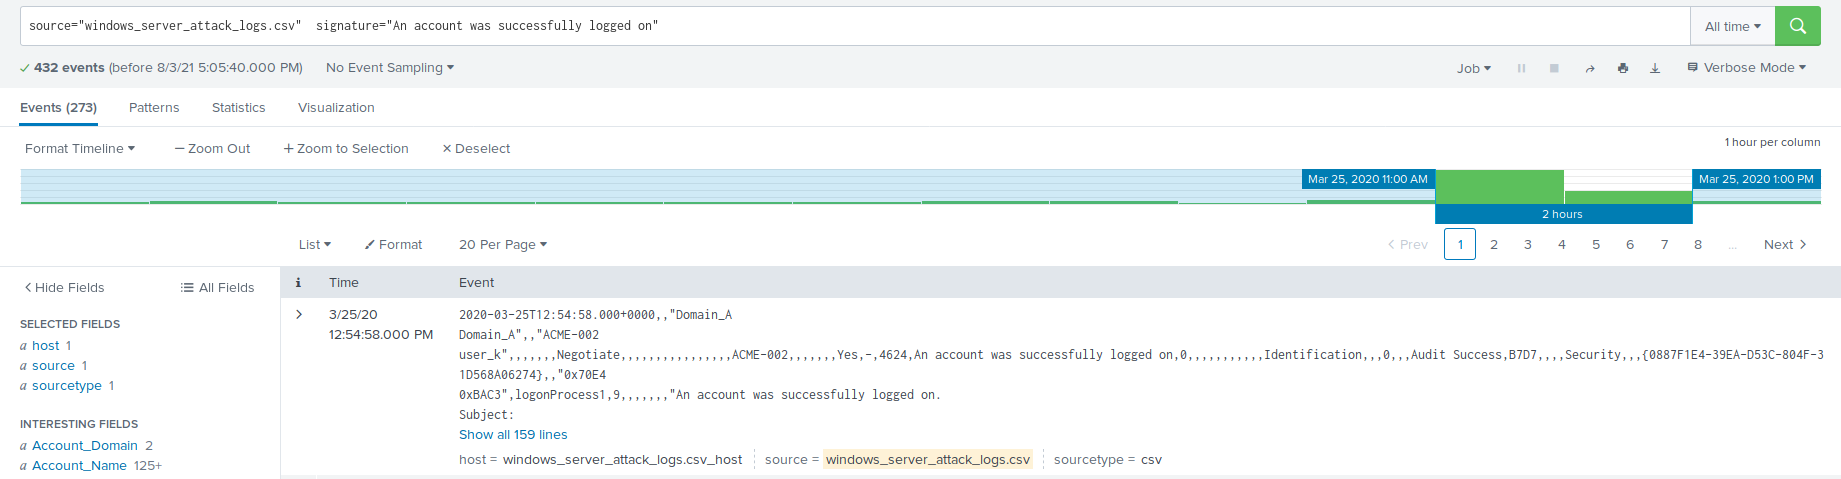 source="windows_server_attack_logs.csv"  signature="An account was successfully logged on"
All time
432 events (before 8/3/21 5:05:40.000 PM)
No Event Sampling
Job
Verbose Mode
Events (273)
Patterns
Statistics
Visualization
Format Timeline
— Zoom Out
+ Zoom to Selection
× Deselect
1 hour per column
Mar 25, 2020 11:00 AM
Mar 25, 2020 1:00 PM
2 hours
List
Format
20 Per Page
< Prev
1
2
3
4
5
6
7
8
...
Next >
< Hide Fields
All Fields
i
Time
Event
SELECTED FIELDS
a host 1
a source 1
a sourcetype 1
INTERESTING FIELDS
a Account_Domain 2
a Account_Name 125+
>
3/25/20
12:54:58.000 PM
2020-03-25T12:54:58.000+0000,,"Domain_A
Domain_A",,"ACME-002
user_k",,,,,,,Negotiate,,,,,,,,,,,,,,,,,ACME-002,,,,,,,Yes,-,4624,An account was successfully logged on,0,,,,,,,,,,,Identification,,,0,,,Audit Success,B7D7,,,,Security,,,{0887F1E4-39EA-D53C-804F-3
1D568A06274},,"0x70E4
0xBAC3",logonProcess1,9,,,,,,,"An account was successfully logged on.
Subject:
Show all 159 lines
host = windows_server_attack_logs.csv_host
source = windows_server_attack_logs.csv
sourcetype = csv